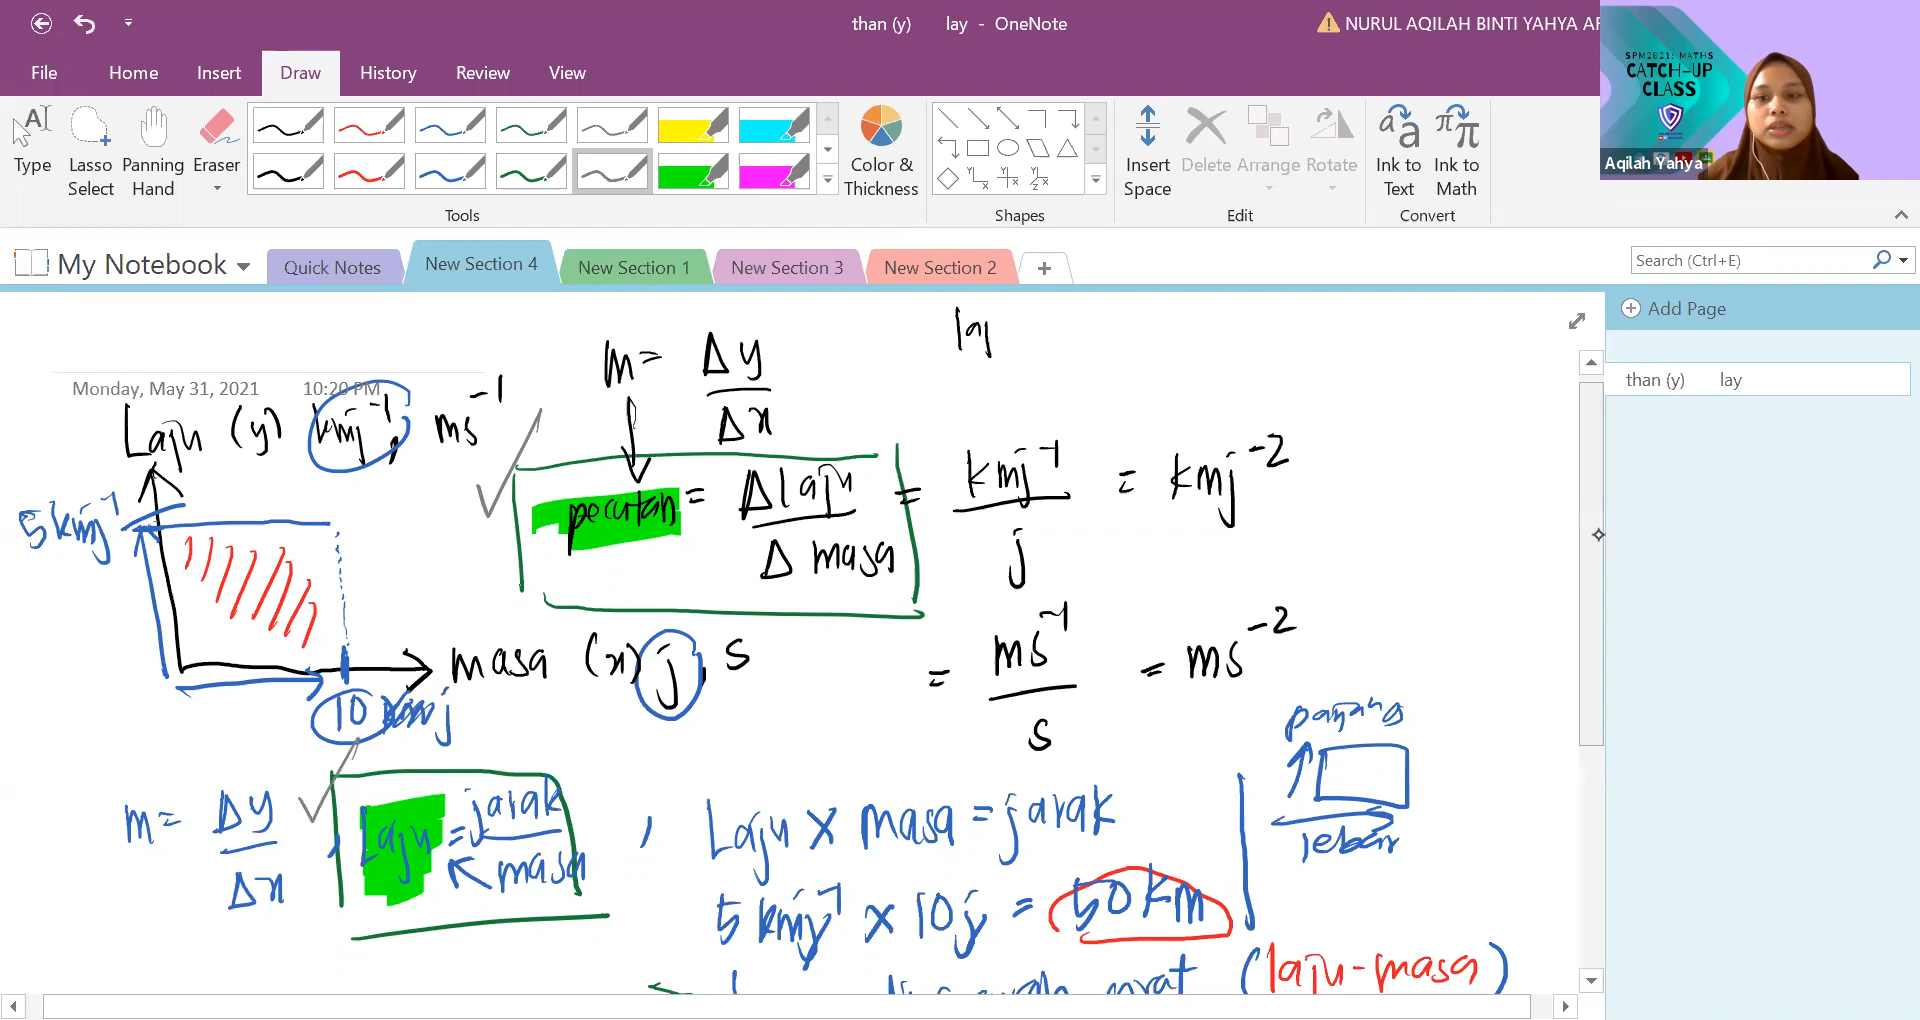 than (y) lay - OneNote
NURUL AQILAH BINTI YAHYA AF
File Home Insert Draw History Review View
SPM2021: MATHS
CATCH-UP
CLASS
Aqilah Yahya
Type
Lasso
Select
Panning
Hand
Eraser
Color &
Thickness
Insert
Space
Delete
Arrange
Rotate
Ink to
Text
Ink to
Math
Tools Shapes Edit Convert
My Notebook Quick Notes New Section 4 New Section 1 New Section 3 New Section 2 +
Search (Ctrl+E)
Add Page
than (y) lay
Monday, May 31, 2021 10:20 PM
laj
m = Δy
Δx
Laju (y) kmj⁻¹, ms⁻¹
pecutan = Δlaju = kmj⁻¹ = kmj⁻²
Δ masa j
5 kmj⁻¹
masa (x) j, s
= ms⁻¹ = ms⁻²
s
10 j
panjang
lebar
m = Δy , Laju = jarak , Laju × masa = jarak
Δx masa
5 kmj⁻¹ × 10j = 50 km
(laju-masa)